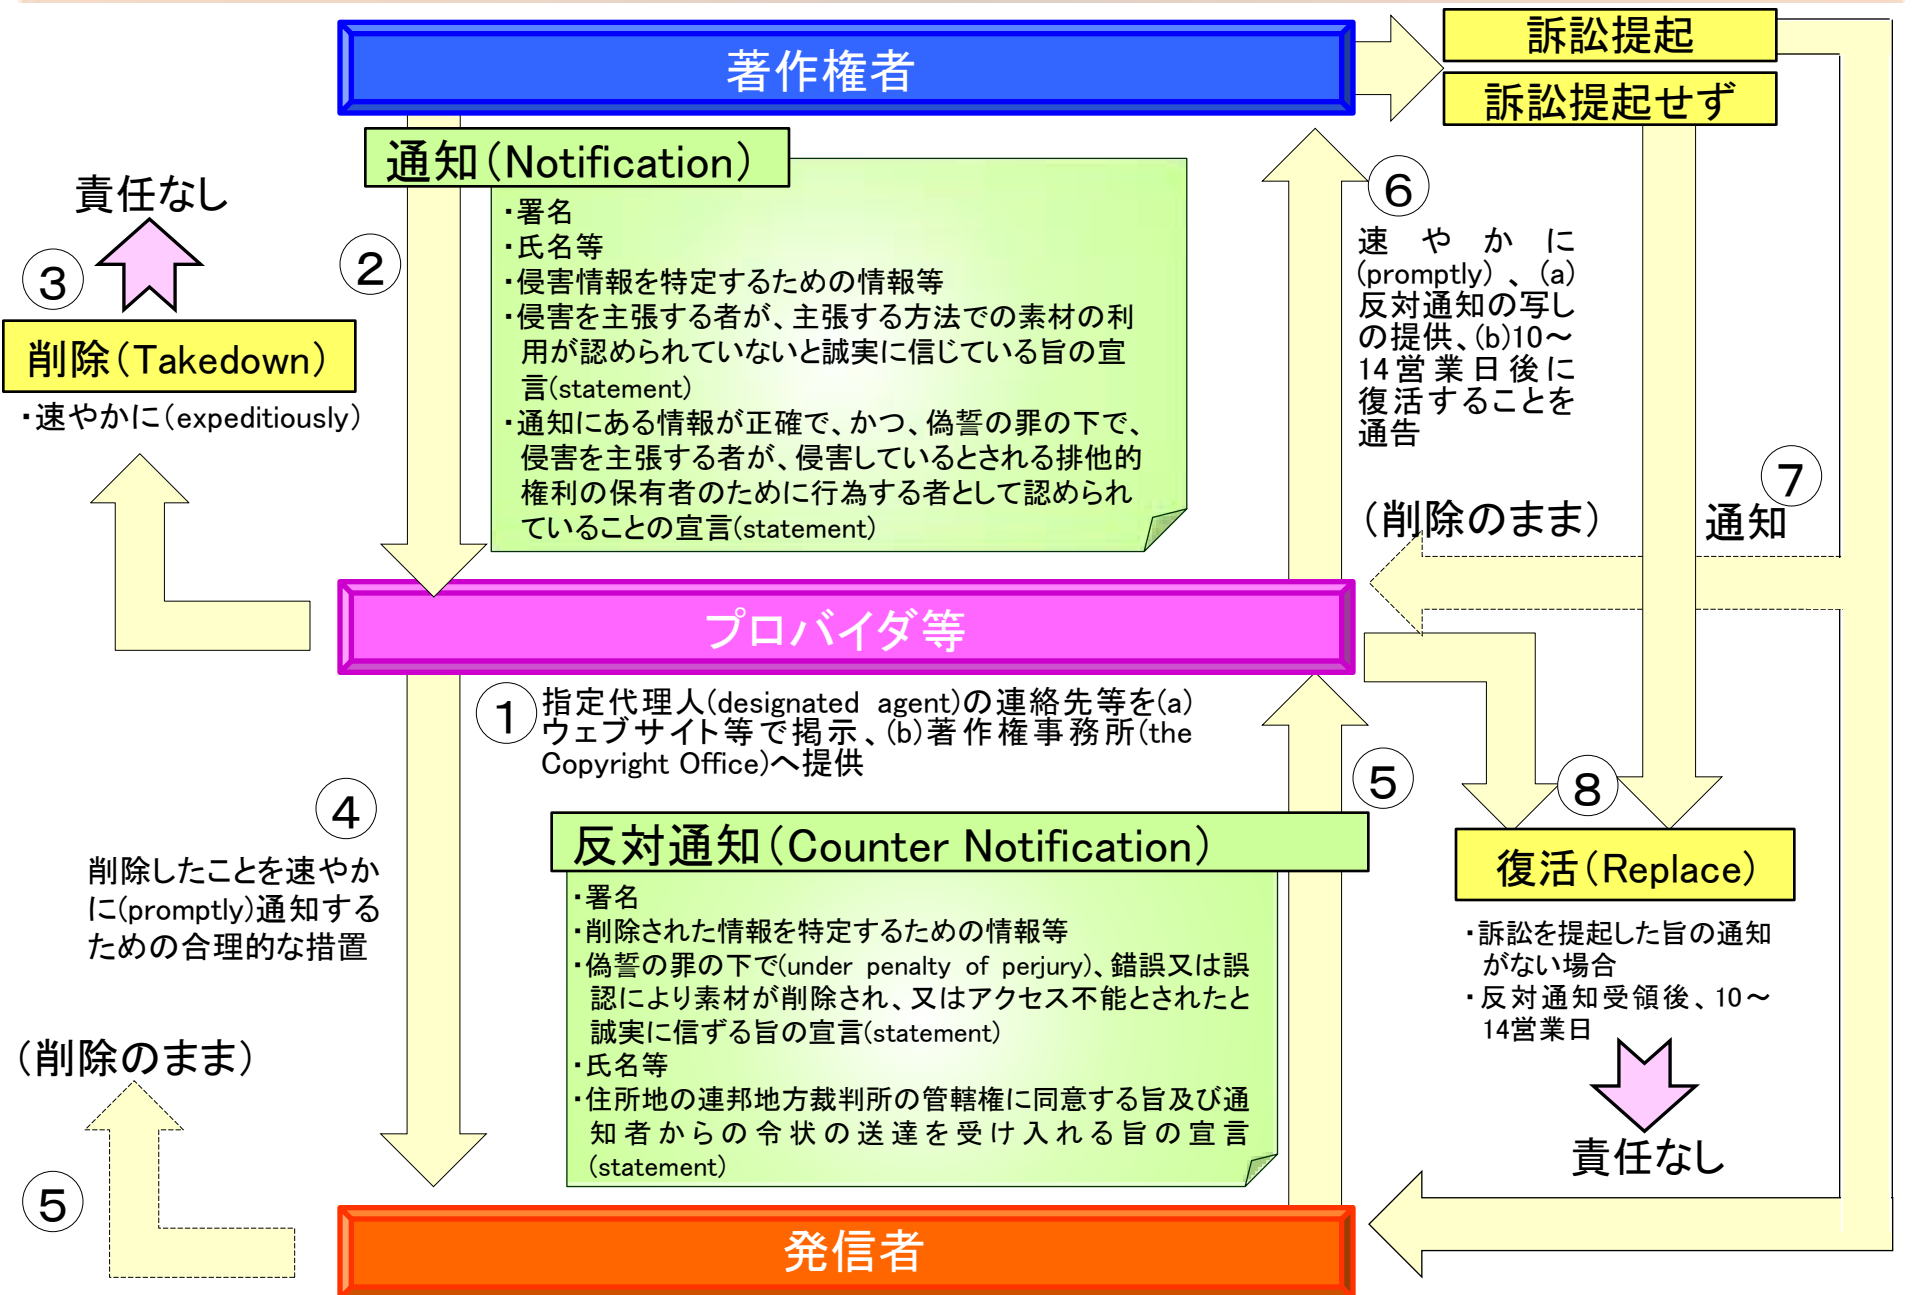 著作権者
訴訟提起
訴訟提起せず
通知(Notification)
・署名
・氏名等
・侵害情報を特定するための情報等
・侵害を主張する者が、主張する方法での素材の利
用が認められていないと誠実に信じている旨の宣
言(statement)
・通知にある情報が正確で、かつ、偽誓の罪の下で、
侵害を主張する者が、侵害しているとされる排他的
権利の保有者のために行為する者として認められ
ていることの宣言(statement)
②
責任なし
③
削除(Takedown)
・速やかに(expeditiously)
⑥
速やかに
(promptly)、(a)
反対通知の写し
の提供、(b)10～
14営業日後に
復活することを
通告
⑦
(削除のまま)
通知
プロバイダ等
①
指定代理人(designated agent)の連絡先等を(a)
ウェブサイト等で掲示、(b)著作権事務所(the
Copyright Office)へ提供
④
削除したことを速やか
に(promptly)通知する
ための合理的な措置
⑤
反対通知(Counter Notification)
・署名
・削除された情報を特定するための情報等
・偽誓の罪の下で(under penalty of perjury)、錯誤又は誤
認により素材が削除され、又はアクセス不能とされたと
誠実に信ずる旨の宣言(statement)
・氏名等
・住所地の連邦地方裁判所の管轄権に同意する旨及び通
知者からの令状の送達を受け入れる旨の宣言
(statement)
⑧
復活(Replace)
・訴訟を提起した旨の通知
がない場合
・反対通知受領後、10～
14営業日
責任なし
(削除のまま)
⑤
発信者